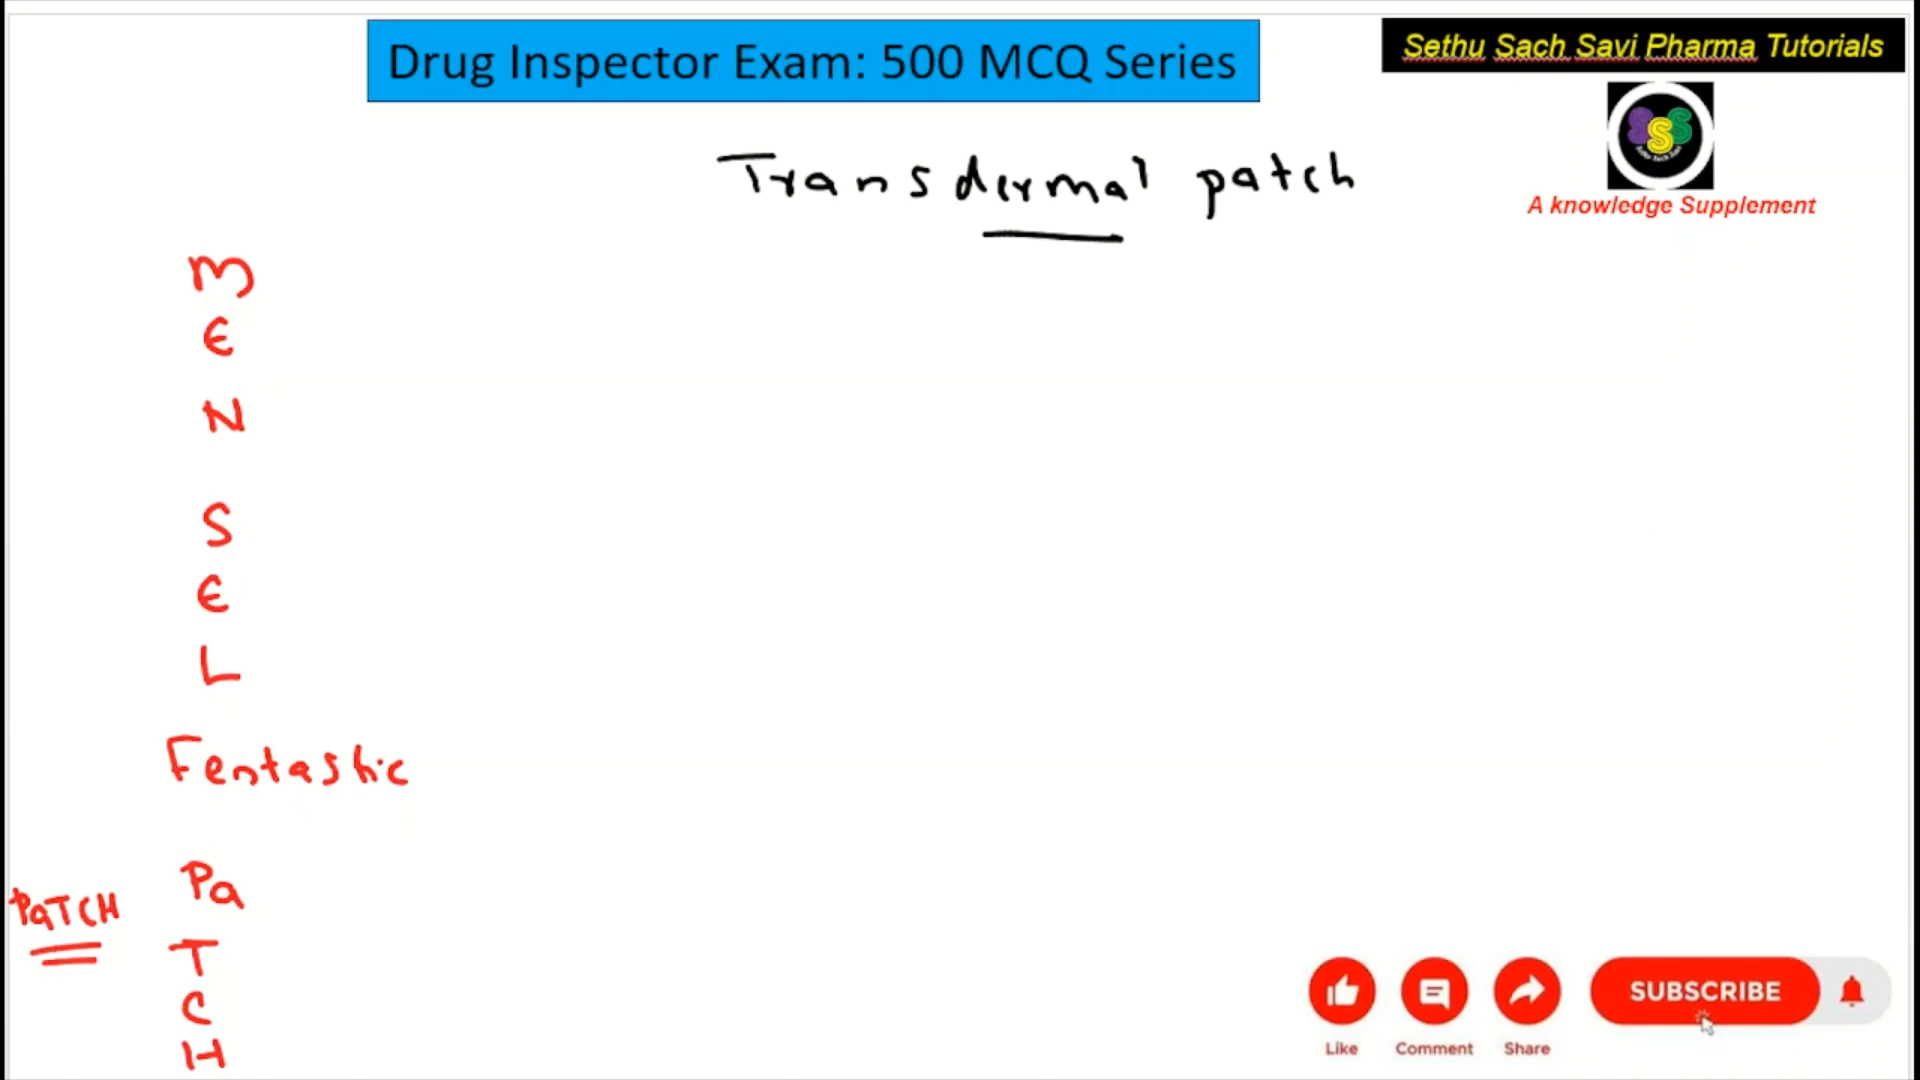 Drug Inspector Exam: 500 MCQ Series
Sethu Sach Savi Pharma Tutorials
SSS
A knowledge Supplement
Transdermal patch
M
E
N
S
E
L
Fentastic
PaTCH
Pa
T
C
H
Like
Comment
Share
SUBSCRIBE